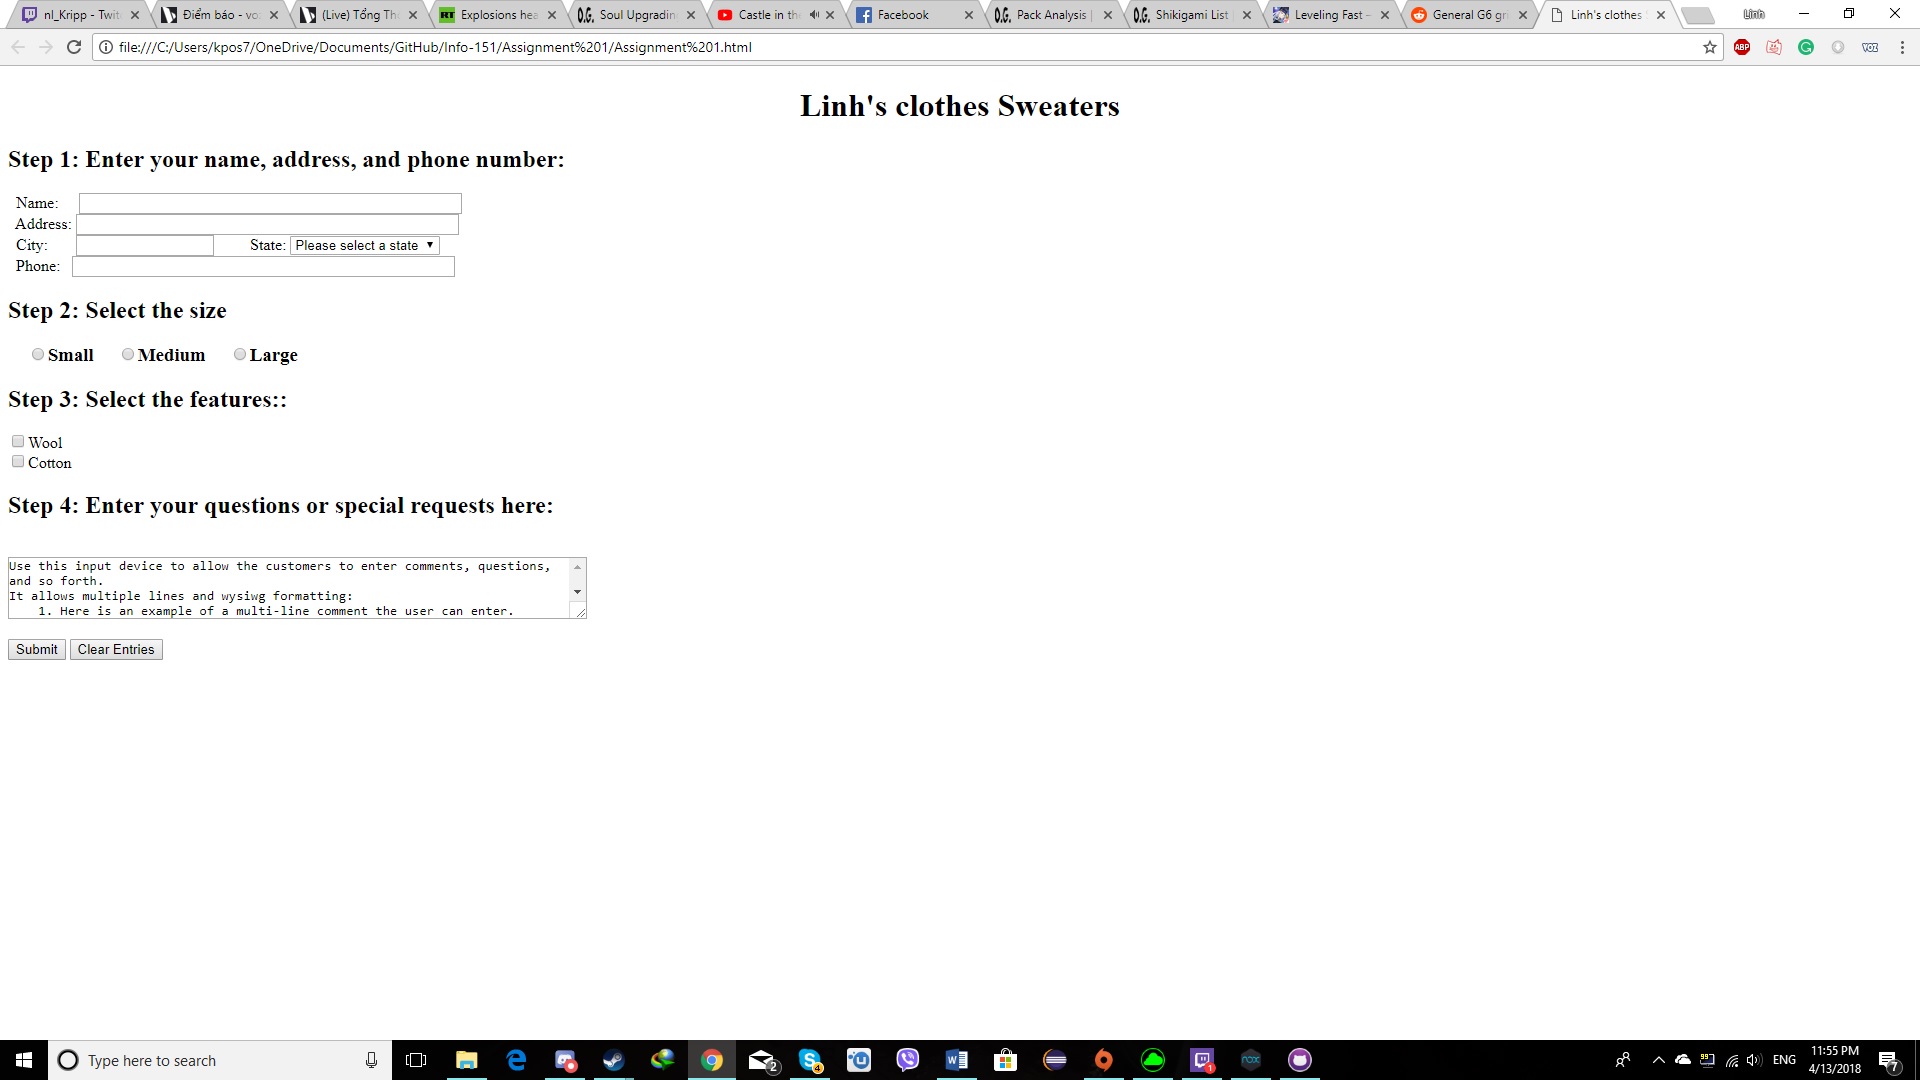 nl_Kripp - Twit
Điểm báo - vo
(Live) Tổng Th
Explosions hea
Soul Upgradin
Castle in th
Facebook
Pack Analysis |
Shikigami List
Leveling Fast -
General G6 gri
Linh's clothes
Linh
file:///C:/Users/kpos7/OneDrive/Documents/GitHub/Info-151/Assignment%201/Assignment%201.html
Linh's clothes Sweaters
Step 1: Enter your name, address, and phone number:
Name:
Address:
City: State: Please select a state
Phone:
Step 2: Select the size
Small Medium Large
Step 3: Select the features::
Wool
Cotton
Step 4: Enter your questions or special requests here:
Use this input device to allow the customers to enter comments, questions,
and so forth.
It allows multiple lines and wysiwg formatting:
1. Here is an example of a multi-line comment the user can enter.
Submit Clear Entries
Type here to search
ENG
11:55 PM
4/13/2018